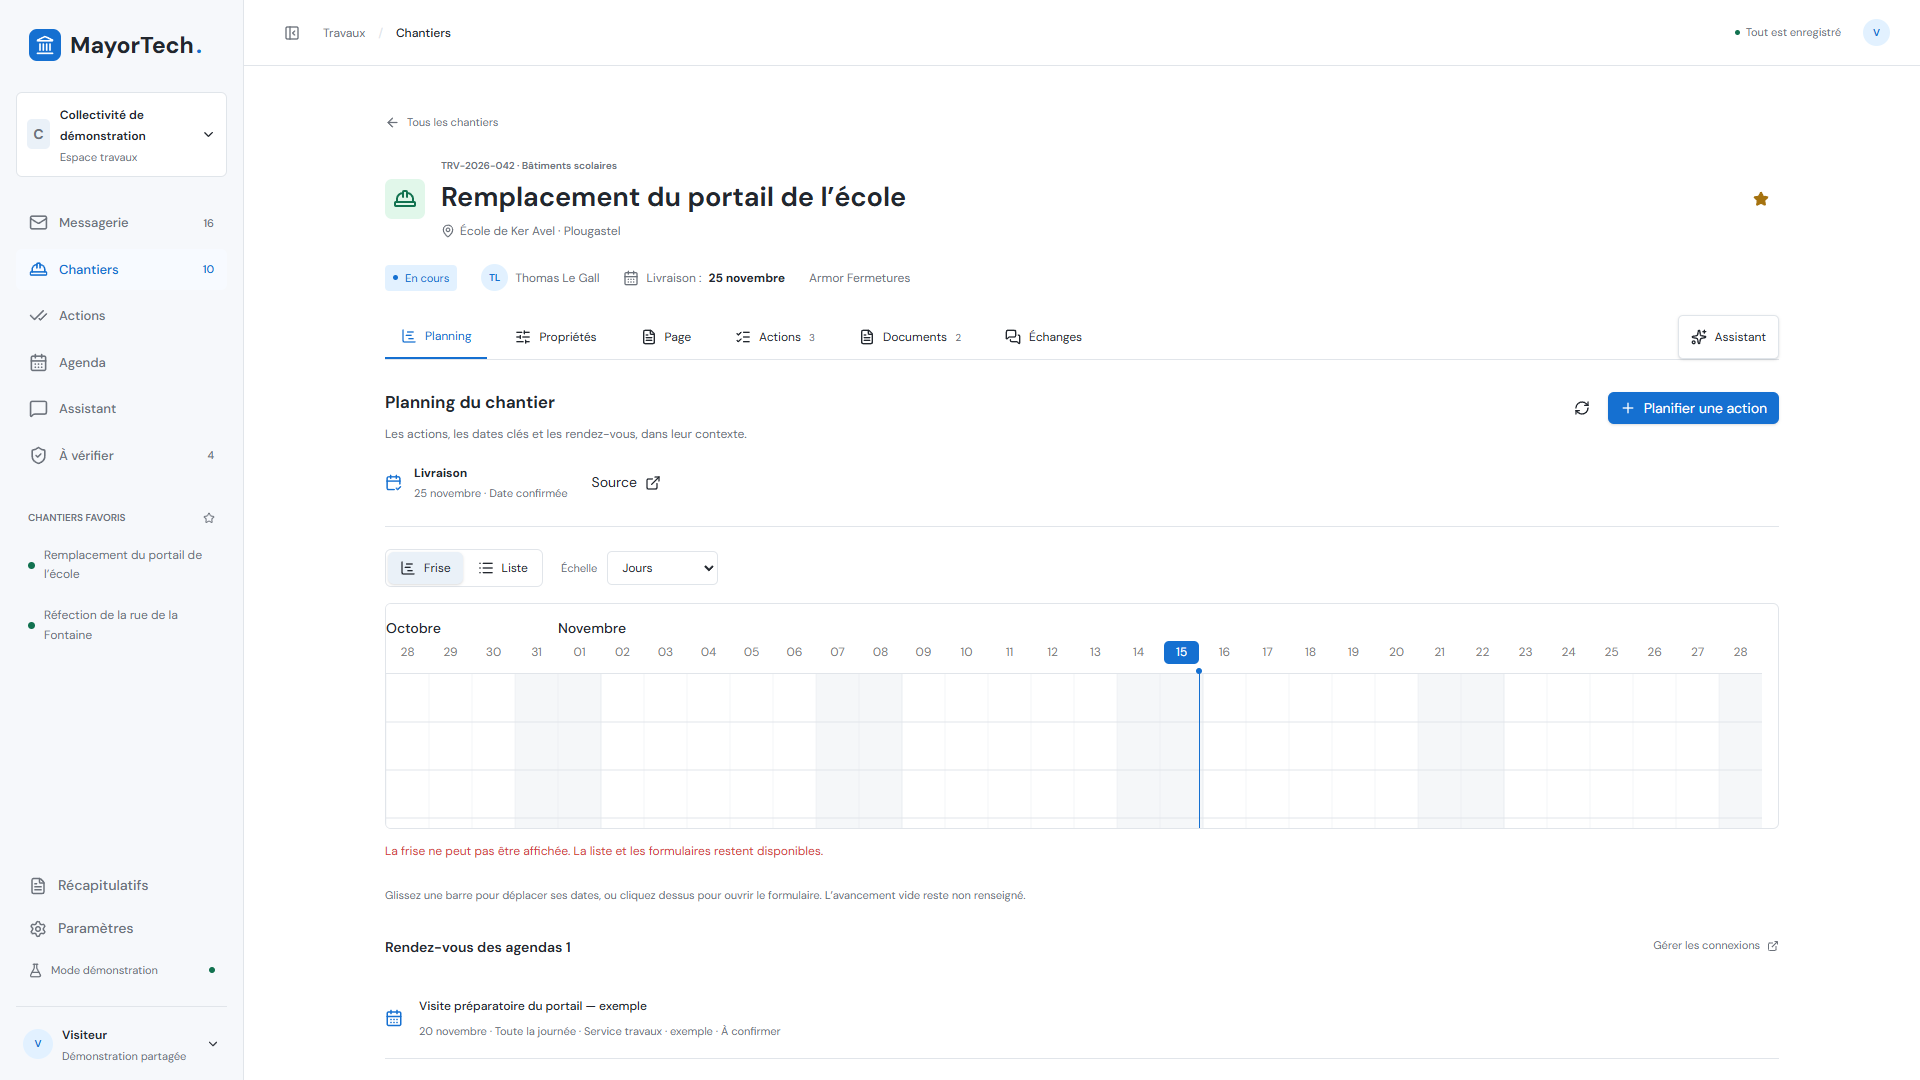 MayorTech.
Collectivité de
démonstration
C
Espace travaux
Messagerie 16
Chantiers 10
Actions
Agenda
Assistant
À vérifier 4
CHANTIERS FAVORIS
Remplacement du portail de
l’école
Réfection de la rue de la
Fontaine
Récapitulatifs
Paramètres
Mode démonstration
V
Visiteur
Démonstration partagée
Travaux / Chantiers
Tout est enregistré
V
Tous les chantiers
TRV-2026-042 · Bâtiments scolaires
Remplacement du portail de l’école
École de Ker Avel · Plougastel
En cours TL Thomas Le Gall Livraison : 25 novembre Armor Fermetures
Planning Propriétés Page Actions 3 Documents 2 Échanges Assistant
Planning du chantier
Planifier une action
Les actions, les dates clés et les rendez-vous, dans leur contexte.
Livraison
25 novembre · Date confirmée
Source
Frise Liste Échelle Jours
Octobre Novembre
28 29 30 31 01 02 03 04 05 06 07 08 09 10 11 12 13 14 15 16 17 18 19 20 21 22 23 24 25 26 27 28
La frise ne peut pas être affichée. La liste et les formulaires restent disponibles.
Glissez une barre pour déplacer ses dates, ou cliquez dessus pour ouvrir le formulaire. L’avancement vide reste non renseigné.
Rendez-vous des agendas 1
Gérer les connexions
Visite préparatoire du portail — exemple
20 novembre · Toute la journée · Service travaux · exemple · À confirmer